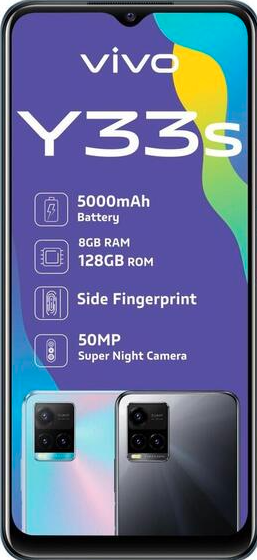 vivo
Y33s
5000mAh
Battery
8GB RAM
128GB ROM
Side Fingerprint
50MP
Super Night Camera